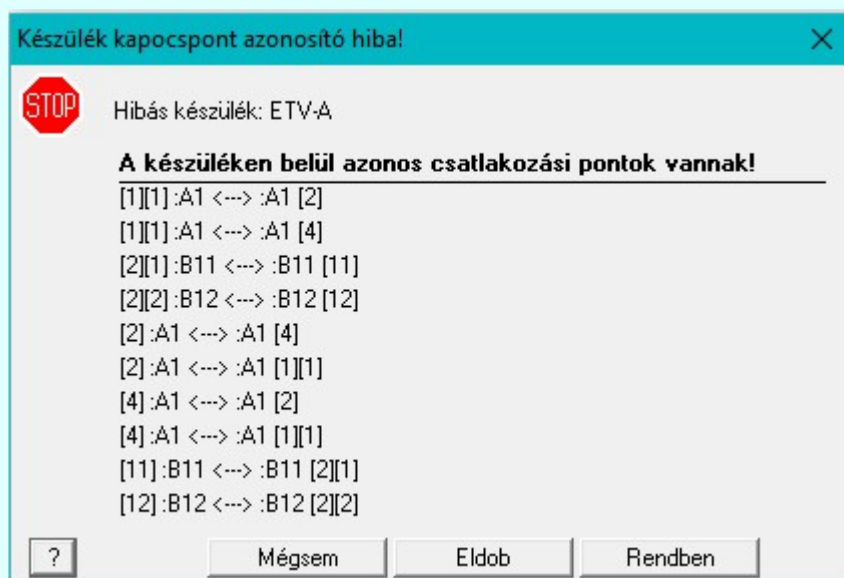 Készülék kapocspont azonosító hiba!
STOP
Hibás készülék: ETV-A
A készüléken belül azonos csatlakozási pontok vannak!
[1][1] :A1 <---> :A1 [2]
[1][1] :A1 <---> :A1 [4]
[2][1] :B11 <---> :B11 [11]
[2][2] :B12 <---> :B12 [12]
[2] :A1 <---> :A1 [4]
[2] :A1 <---> :A1 [1][1]
[4] :A1 <---> :A1 [2]
[4] :A1 <---> :A1 [1][1]
[11] :B11 <---> :B11 [2][1]
[12] :B12 <---> :B12 [2][2]
? Mégsem Eldob Rendben